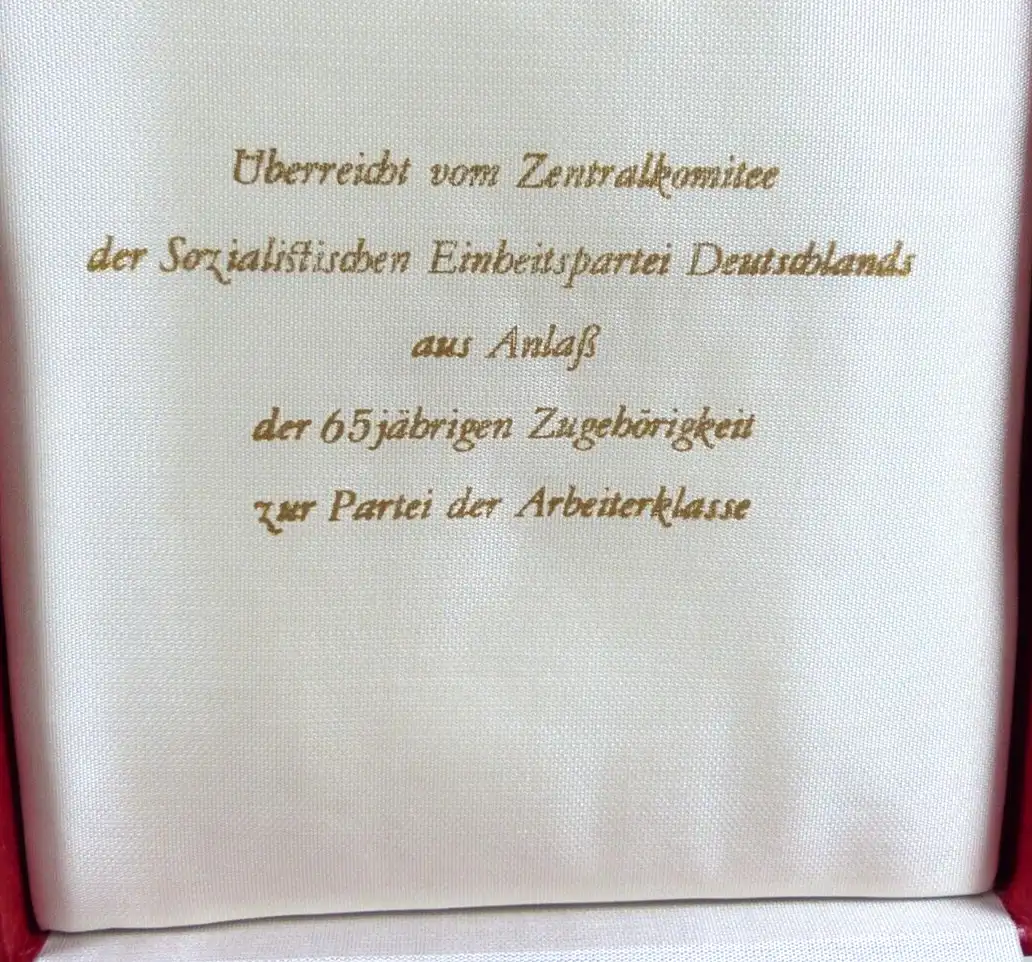 Überreicht vom Zentralkomitee
der Sozialistischen Einheitspartei Deutschlands
aus Anlaß
der 65jährigen Zugehörigkeit
zur Partei der Arbeiterklasse